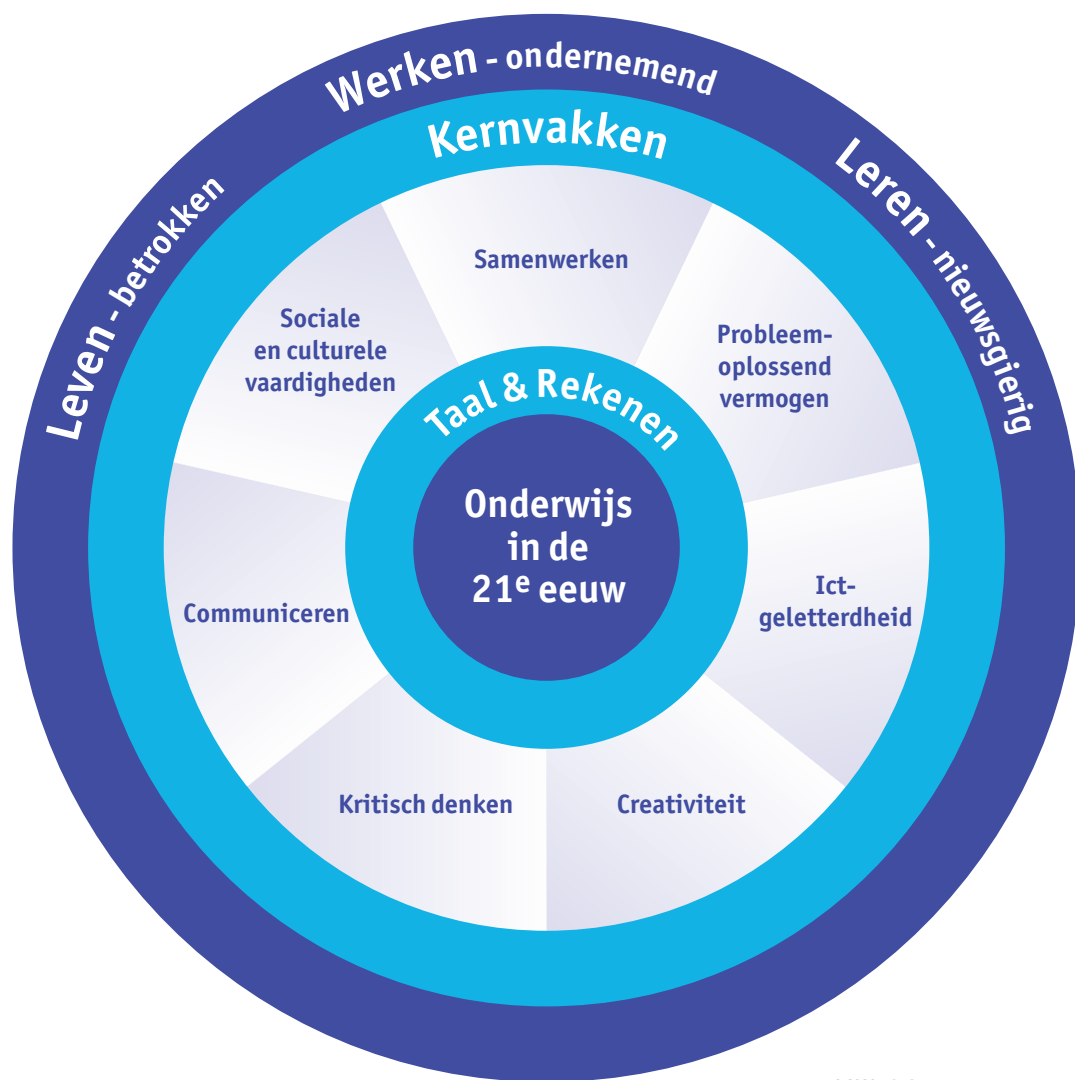 Werken - ondernemend
Leven - betrokken
Leren - nieuwsgierig
Kernvakken
Samenwerken
Sociale
en culturele
vaardigheden
Probleem-
oplossend
vermogen
Taal & Rekenen
Onderwijs
in de
21e eeuw
Communiceren
Ict-
geletterdheid
Kritisch denken
Creativiteit